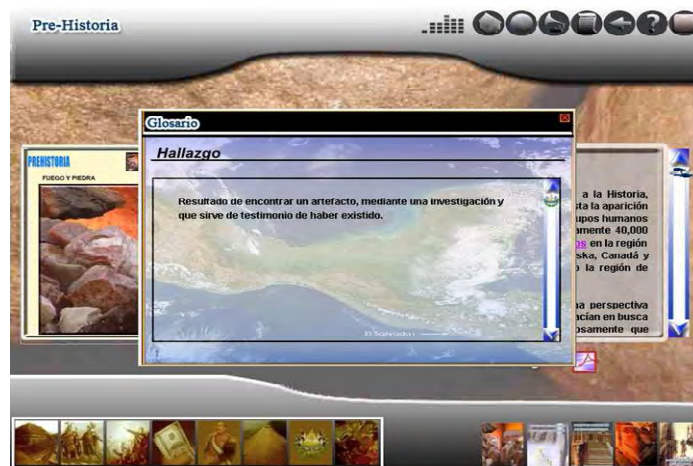 Pre-Historia
Glosario
Hallazgo
Resultado de encontrar un artefacto, mediante una investigación y
que sirve de testimonio de haber existido.
El Salvador
PREHISTORIA
FUEGO Y PIEDRA
a la Historia,
sta la aparición
upos humanos
amente 40,000
os en la región
ska, Canadá y
o la región de
na perspectiva
ncían en busca
osamente que